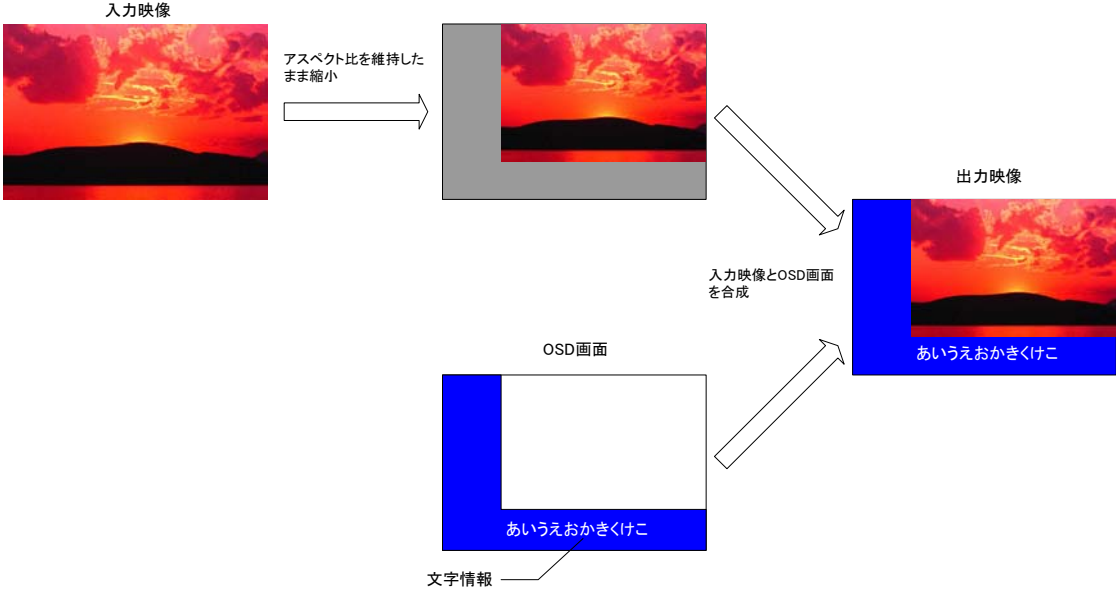 入力映像
アスペクト比を維持した
まま縮小
出力映像
入力映像とOSD画面
を合成
あいうえおかきくけこ
OSD画面
あいうえおかきくけこ
文字情報